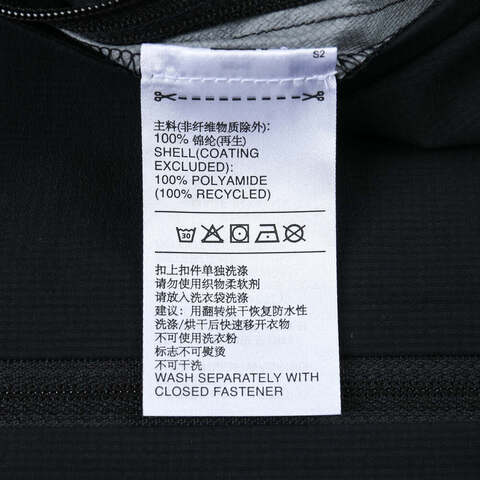 S2
主料(非纤维物质除外):
100% 锦纶(再生)
SHELL(COATING
EXCLUDED):
100% POLYAMIDE
(100% RECYCLED)
30
扣上扣件单独洗涤
请勿使用织物柔软剂
请放入洗衣袋洗涤
建议: 用翻转烘干恢复防水性
洗涤/烘干后快速移开衣物
不可使用洗衣粉
标志不可熨烫
不可干洗
WASH SEPARATELY WITH
CLOSED FASTENER